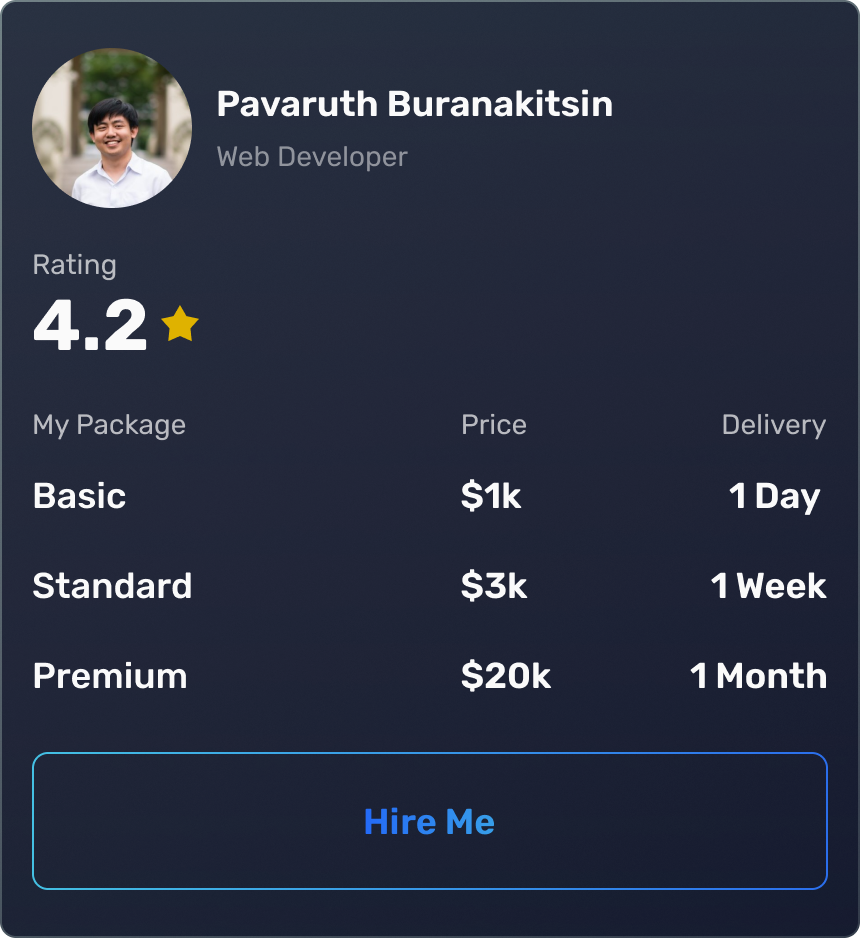 Pavaruth Buranakitsin
Web Developer
Rating
4.2
My Package Price Delivery
Basic $1k 1 Day
Standard $3k 1 Week
Premium $20k 1 Month
Hire Me